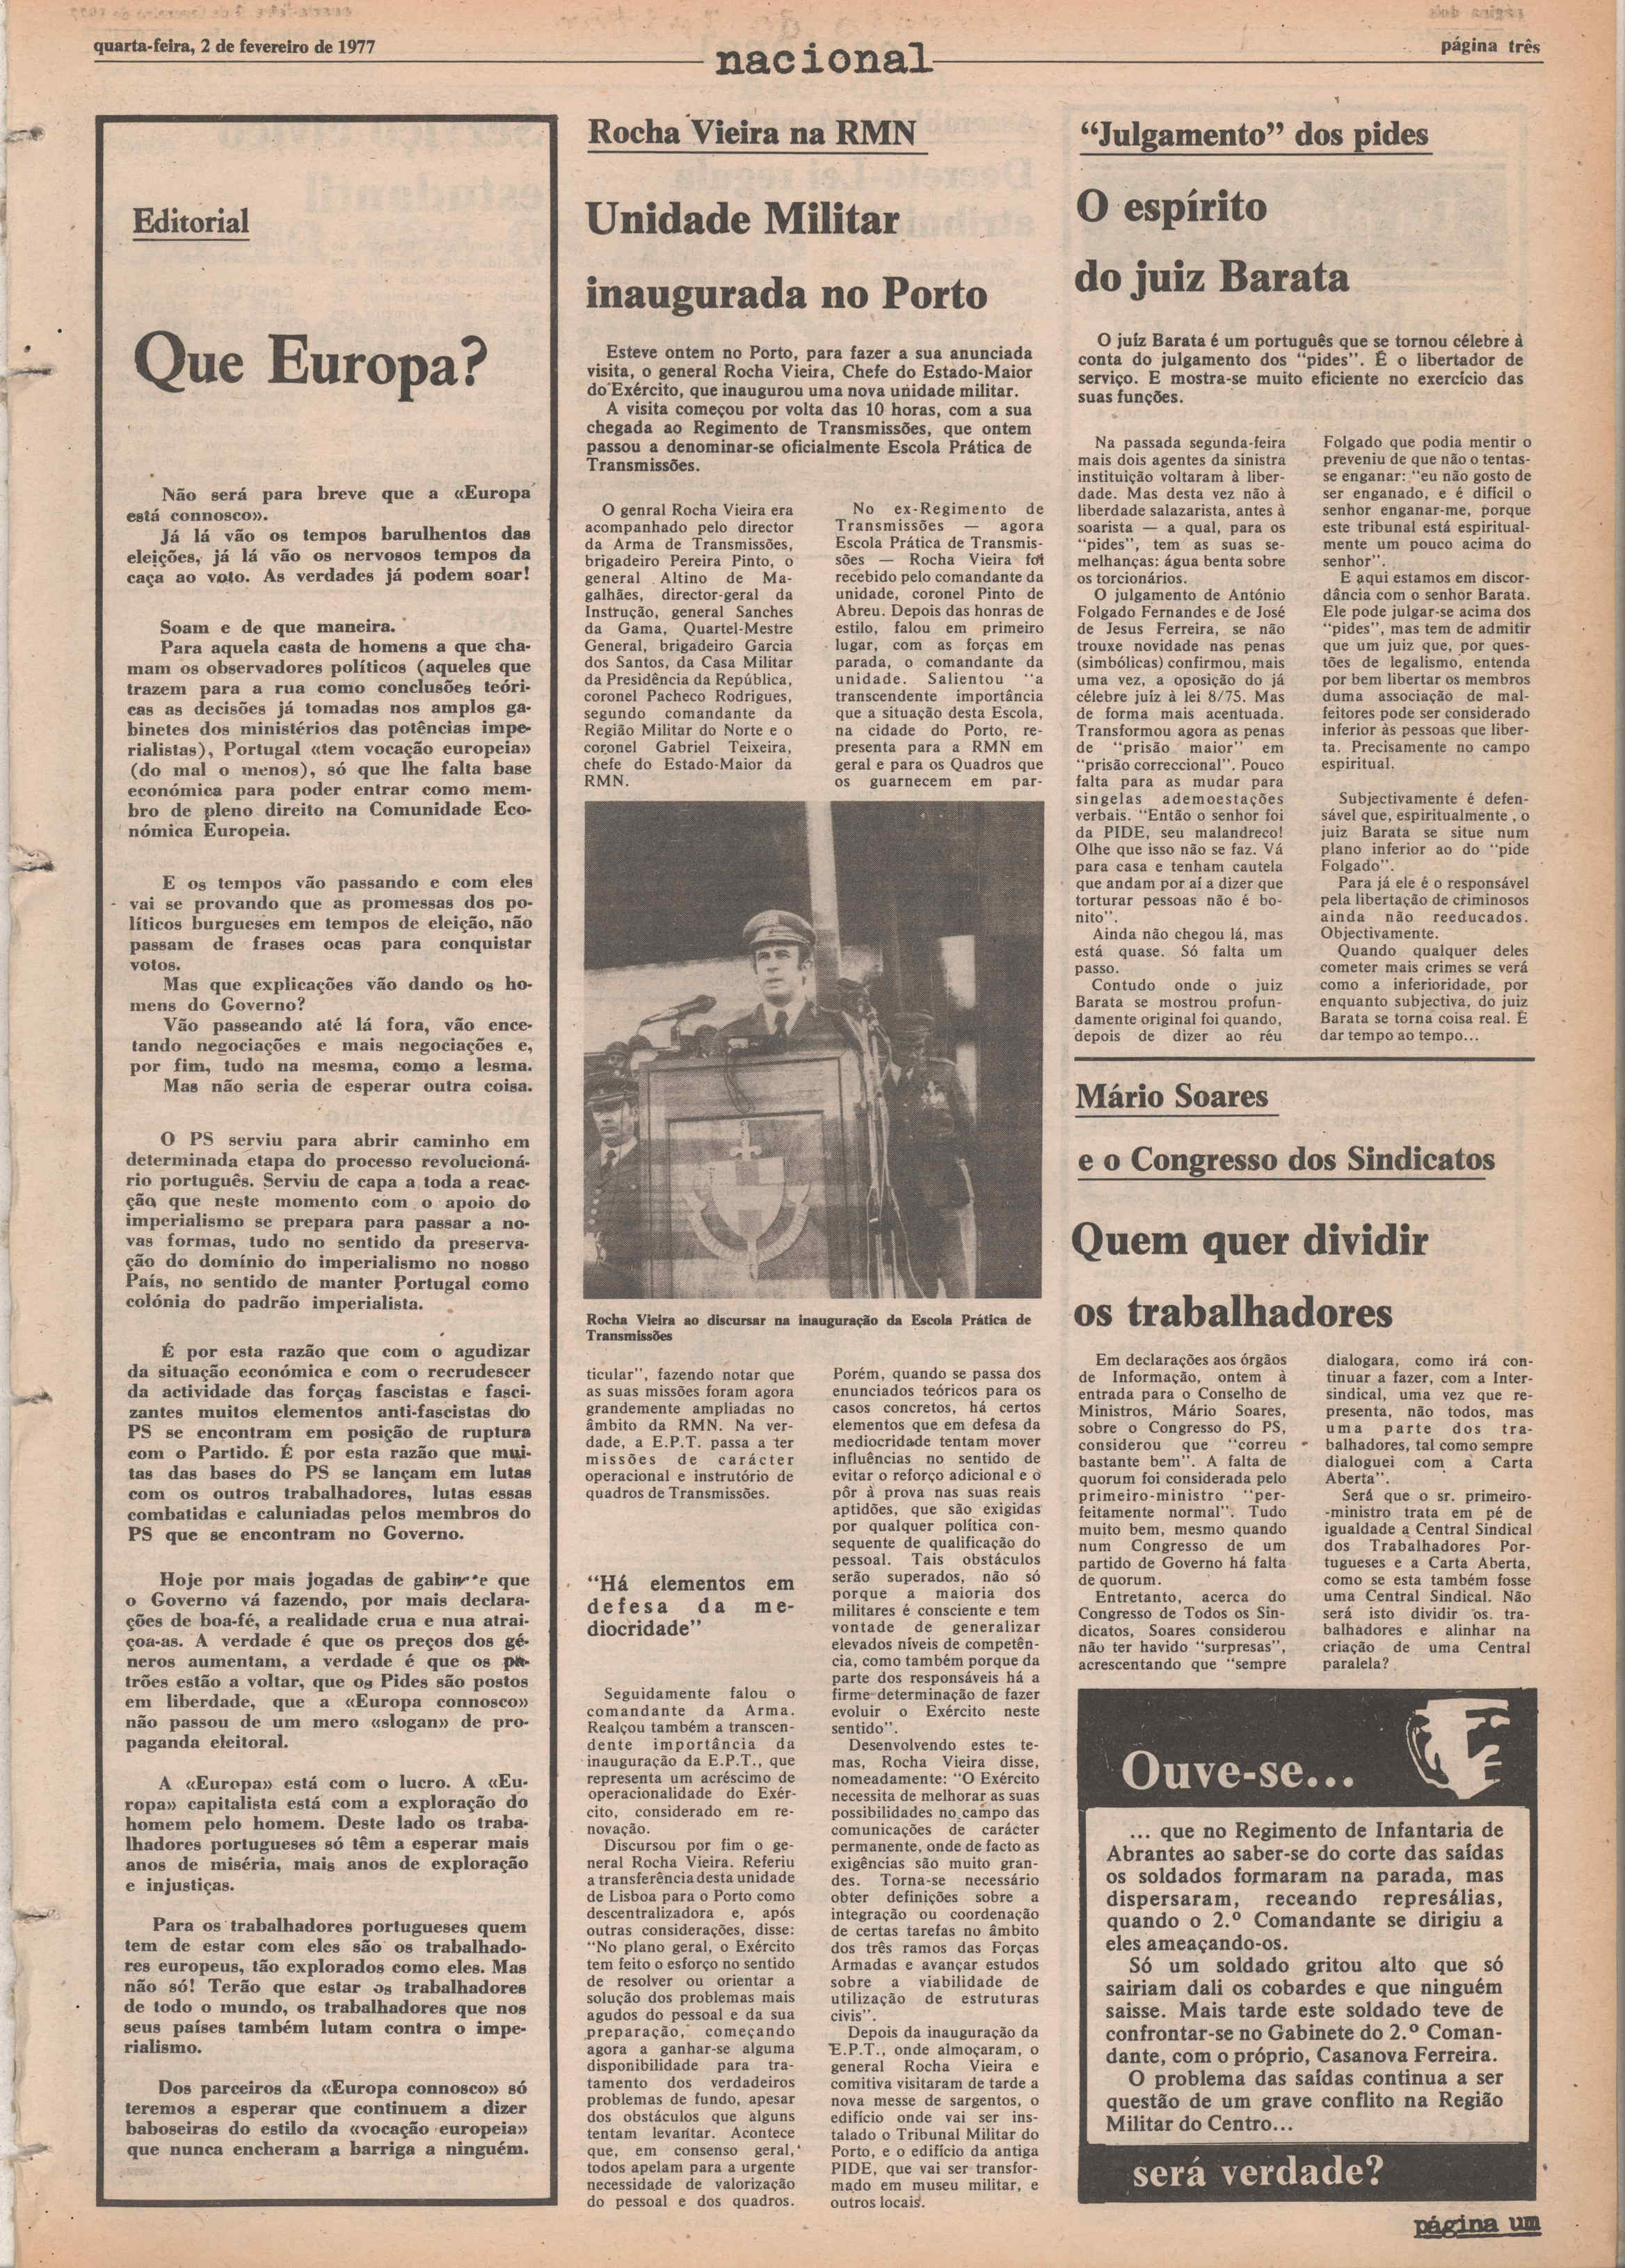 quarta-feira, 2 de fevereiro de 1977
nacional
página três
Editorial
Que Europa?
Não será para breve que a «Europa
está connosco».
Já lá vão os tempos barulhentos das
eleições, já lá vão os nervosos tempos da
caça ao voto. As verdades já podem soar!
Soam e de que maneira.
Para aquela casta de homens a que cha-
mam os observadores políticos (aqueles que
trazem para a rua como conclusões teóri-
cas as decisões já tomadas nos amplos ga-
binetes dos ministérios das potências impe-
rialistas), Portugal «tem vocação europeia»
(do mal o menos), só que lhe falta base
económica para poder entrar como mem-
bro de pleno direito na Comunidade Eco-
nómica Europeia.
E os tempos vão passando e com eles
vai se provando que as promessas dos po-
líticos burgueses em tempos de eleição, não
passam de frases ocas para conquistar
votos.
Mas que explicações vão dando os ho-
mens do Governo?
Vão passeando até lá fora, vão ence-
tando negociações e mais negociações e,
por fim, tudo na mesma, como a lesma.
Mas não seria de esperar outra coisa.
O PS serviu para abrir caminho em
determinada etapa do processo revolucioná-
rio português. Serviu de capa a toda a reac-
ção que neste momento com o apoio do
imperialismo se prepara para passar a no-
vas formas, tudo no sentido da preserva-
ção do domínio do imperialismo no nosso
País, no sentido de manter Portugal como
colónia do padrão imperialista.
É por esta razão que com o agudizar
da situação económica e com o recrudescer
da actividade das forças fascistas e fasci-
zantes muitos elementos anti-fascistas do
PS se encontram em posição de ruptura
com o Partido. É por esta razão que mui-
tas das bases do PS se lançam em lutas
com os outros trabalhadores, lutas essas
combatidas e caluniadas pelos membros do
PS que se encontram no Governo.
Hoje por mais jogadas de que
o Governo vá fazendo, por mais declara-
ções de boa-fé, a realidade crua e nua atrai-
çoa-as. A verdade é que os preços dos gé-
neros aumentam, a verdade é que os pa-
trões estão a voltar, que os Pides são postos
em liberdade, que a «Europa connosco»
não passou de um mero «slogan» de pro-
paganda eleitoral.
A «Europa» está com o lucro. A «Eu-
ropa» capitalista está com a exploração do
homem pelo homem. Deste lado os traba-
lhadores portugueses só têm a esperar mais
anos de miséria, mais anos de exploração
e injustiças.
Para os trabalhadores portugueses quem
tem de estar com eles são os trabalhado-
res europeus, tão explorados como eles. Mas
não só! Terão que estar os trabalhadores
de todo o mundo, os trabalhadores que nos
seus países também lutam contra o impe-
rialismo.
Dos parceiros da «Europa connosco» só
teremos a esperar que continuem a dizer
baboseiras do estilo da «vocação europeia»
que nunca encheram a barriga a ninguém.
Rocha Vieira na RMN
Unidade Militar
inaugurada no Porto
Esteve ontem no Porto, para fazer a sua anunciada
visita, o general Rocha Vieira, Chefe do Estado-Maior
do Exército, que inaugurou uma nova unidade militar.
A visita começou por volta das 10 horas, com a sua
chegada ao Regimento de Transmissões, que ontem
passou a denominar-se oficialmente Escola Prática de
Transmissões.
O genral Rocha Vieira era
acompanhado pelo director
da Arma de Transmissões,
brigadeiro Pereira Pinto, o
general Altino de Ma-
galhães, director-geral da
Instrução, general Sanches
da Gama, Quartel-Mestre
General, brigadeiro Garcia
dos Santos, da Casa Militar
da Presidência da República,
coronel Pacheco Rodrigues,
segundo comandante da
Região Militar do Norte e o
coronel Gabriel Teixeira,
chefe do Estado-Maior da
RMN.
No ex-Regimento de
Transmissões — agora
Escola Prática de Transmis-
sões — Rocha Vieira foi
recebido pelo comandante da
unidade, coronel Pinto de
Abreu. Depois das honras de
estilo, falou em primeiro
lugar, com as forças em
parada, o comandante da
unidade. Salientou "a
transcendente importância
que a situação desta Escola,
na cidade do Porto, re-
presenta para a RMN em
geral e para os Quadros que
os guarnecem em par-
Rocha Vieira ao discursar na inauguração da Escola Prática de
Transmissões
ticular", fazendo notar que
as suas missões foram agora
grandemente ampliadas no
âmbito da RMN. Na ver-
dade, a E.P.T. passa a ter
missões de carácter
operacional e instrutório de
quadros de Transmissões.
"Há elementos em
defesa da me-
diocridade"
Seguidamente falou o
comandante da Arma.
Realçou também a transcen-
dente importância da
inauguração da E.P.T., que
representa um acréscimo de
operacionalidade do Exér-
cito, considerado em re-
novação.
Discursou por fim o ge-
neral Rocha Vieira. Referiu
a transferência desta unidade
de Lisboa para o Porto como
descentralizadora e, após
outras considerações, disse:
"No plano geral, o Exército
tem feito o esforço no sentido
de resolver ou orientar a
solução dos problemas mais
agudos do pessoal e da sua
preparação, começando
agora a ganhar-se alguma
disponibilidade para tra-
tamento dos verdadeiros
problemas de fundo, apesar
dos obstáculos que alguns
tentam levantar. Acontece
que, em consenso geral,
todos apelam para a urgente
necessidade de valorização
do pessoal e dos quadros.
Porém, quando se passa dos
enunciados teóricos para os
casos concretos, há certos
elementos que em defesa da
mediocridade tentam mover
influências no sentido de
evitar o reforço adicional e o
pôr à prova nas suas reais
aptidões, que são exigidas
por qualquer política con-
sequente de qualificação do
pessoal. Tais obstáculos
serão superados, não só
porque a maioria dos
militares é consciente e tem
vontade de generalizar
elevados níveis de competên-
cia, como também porque da
parte dos responsáveis há a
firme determinação de fazer
evoluir o Exército neste
sentido".
Desenvolvendo estes te-
mas, Rocha Vieira disse,
nomeadamente: "O Exército
necessita de melhorar as suas
possibilidades no campo das
comunicações de carácter
permanente, onde de facto as
exigências são muito gran-
des. Torna-se necessário
obter definições sobre a
integração ou coordenação
de certas tarefas no âmbito
dos três ramos das Forças
Armadas e avançar estudos
sobre a viabilidade de
utilização de estruturas
civis".
Depois da inauguração da
E.P.T., onde almoçaram, o
general Rocha Vieira e
comitiva visitaram de tarde a
nova messe de sargentos, o
edifício onde vai ser ins-
talado o Tribunal Militar do
Porto, e o edifício da antiga
PIDE, que vai ser transfor-
mado em museu militar, e
outros locais.
"Julgamento" dos pides
O espírito
do juiz Barata
O juíz Barata é um português que se tornou célebre à
conta do julgamento dos "pides". É o libertador de
serviço. E mostra-se muito eficiente no exercício das
suas funções.
Na passada segunda-feira
mais dois agentes da sinistra
instituição voltaram à liber-
dade. Mas desta vez não à
liberdade salazarista, antes à
soarista — a qual, para os
"pides", tem as suas se-
melhanças: água benta sobre
os torcionários.
O julgamento de António
Folgado Fernandes e de José
de Jesus Ferreira, se não
trouxe novidade nas penas
(simbólicas) confirmou, mais
uma vez, a oposição do já
célebre juíz à lei 8/75. Mas
de forma mais acentuada.
Transformou agora as penas
de "prisão maior" em
"prisão correccional". Pouco
falta para as mudar para
singelas ademoestações
verbais. "Então o senhor foi
da PIDE, seu malandreco!
Olhe que isso não se faz. Vá
para casa e tenham cautela
que andam por aí a dizer que
torturar pessoas não é bo-
nito".
Ainda não chegou lá, mas
está quase. Só falta um
passo.
Contudo onde o juiz
Barata se mostrou profun-
damente original foi quando,
depois de dizer ao réu
Folgado que podia mentir o
preveniu de que não o tentas-
se enganar: "eu não gosto de
ser enganado, e é difícil o
senhor enganar-me, porque
este tribunal está espiritual-
mente um pouco acima do
senhor".
E aqui estamos em discor-
dância com o senhor Barata.
Ele pode julgar-se acima dos
"pides", mas tem de admitir
que um juiz que, por ques-
tões de legalismo, entenda
por bem libertar os membros
duma associação de mal-
feitores pode ser considerado
inferior às pessoas que liber-
ta. Precisamente no campo
espiritual.
Subjectivamente é defen-
sável que, espiritualmente , o
juiz Barata se situe num
plano inferior ao do "pide
Folgado".
Para já ele é o responsável
pela libertação de criminosos
ainda não reeducados.
Objectivamente.
Quando qualquer deles
cometer mais crimes se verá
como a inferioridade, por
enquanto subjectiva, do juiz
Barata se torna coisa real. É
dar tempo ao tempo...
Mário Soares
e o Congresso dos Sindicatos
Quem quer dividir
os trabalhadores
Em declarações aos órgãos
de Informação, ontem à
entrada para o Conselho de
Ministros, Mário Soares,
sobre o Congresso do PS,
considerou que "correu
bastante bem". A falta de
quorum foi considerada pelo
primeiro-ministro "per-
feitamente normal". Tudo
muito bem, mesmo quando
num Congresso de um
partido de Governo há falta
de quorum.
Entretanto, acerca do
Congresso de Todos os Sin-
dicatos, Soares considerou
não ter havido "surpresas",
acrescentando que "sempre
dialogara, como irá con-
tinuar a fazer, com a Inter-
sindical, uma vez que re-
presenta, não todos, mas
uma parte dos tra-
balhadores, tal como sempre
dialoguei com a Carta
Aberta".
Será que o sr. primeiro-
-ministro trata em pé de
igualdade a Central Sindical
dos Trabalhadores Por-
tugueses e a Carta Aberta,
como se esta também fosse
uma Central Sindical. Não
será isto dividir os tra-
balhadores e alinhar na
criação de uma Central
paralela?
Ouve-se...
... que no Regimento de Infantaria de
Abrantes ao saber-se do corte das saídas
os soldados formaram na parada, mas
dispersaram, receando represálias,
quando o 2.º Comandante se dirigiu a
eles ameaçando-os.
Só um soldado gritou alto que só
sairiam dali os cobardes e que ninguém
saisse. Mais tarde este soldado teve de
confrontar-se no Gabinete do 2.º Coman-
dante, com o próprio, Casanova Ferreira.
O problema das saídas continua a ser
questão de um grave conflito na Região
Militar do Centro...
será verdade?
página um